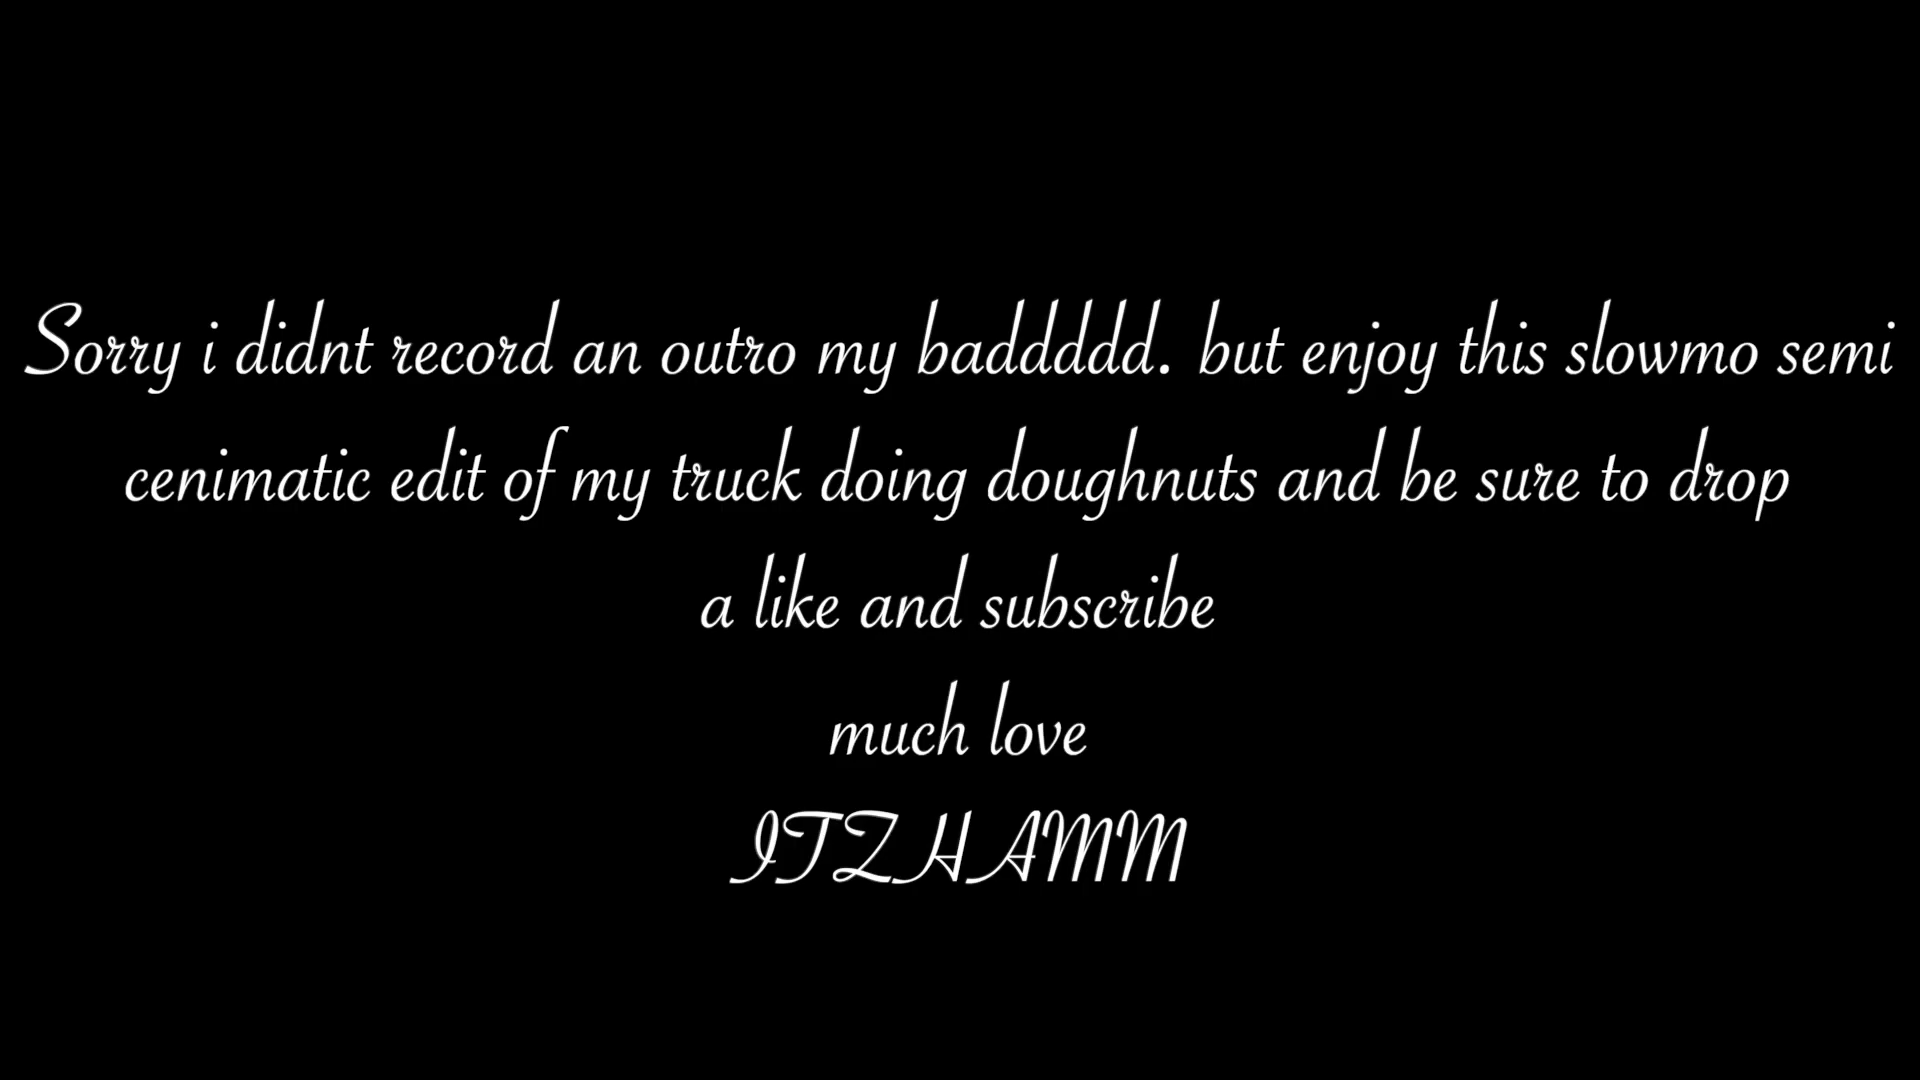 Sorry i didnt record an outro my baddddd. but enjoy this slowmo semi
cenimatic edit of my truck doing doughnuts and be sure to drop
a like and subscribe
much love
ITZHAMM